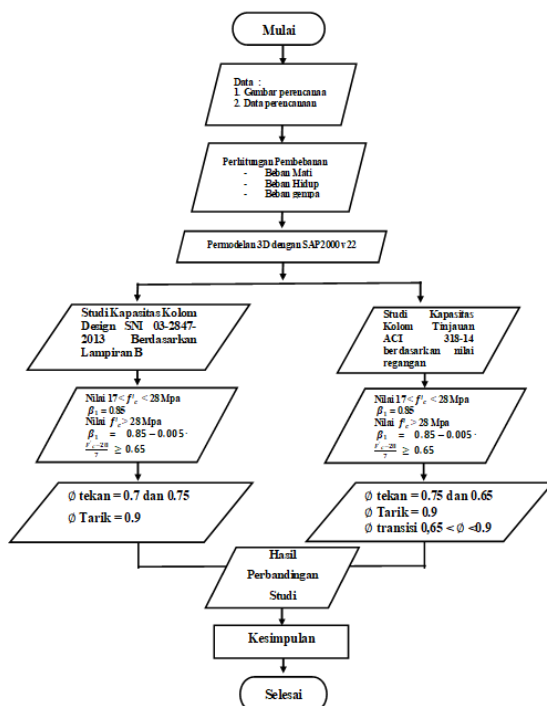 Mulai
Data :
1. Gambar perencanaa
2. Data perencanaan
Perhitungan Pembebanan
- Beban Mati
- Beban Hidup
- Beban gempa
Permodelan 3D dengan SAP2000 v 22
Studi Kapasitas Kolom
Design SNI 03-2847-
2013 Berdasarkan
Lampiran B
Studi Kapasitas
Kolom Tinjauan
ACI 318-14
berdasarkan nilai
regangan
Nilai 17 < f'c < 28 Mpa
β1 = 0.85
Nilai f'c > 28 Mpa
β1 = 0.85 – 0.005 ·
f'c−28/7 ≥ 0.65
Nilai 17 < f'c < 28 Mpa
β1 = 0.85
Nilai f'c > 28 Mpa
β1 = 0.85 – 0.005 ·
f'c−28/7 ≥ 0.65
∅ tekan = 0.7 dan 0.75
∅ Tarik = 0.9
∅ tekan = 0.75 dan 0.65
∅ Tarik = 0.9
∅ transisi 0,65 < ∅ <0.9
Hasil
Perbandingan
Studi
Kesimpulan
Selesai